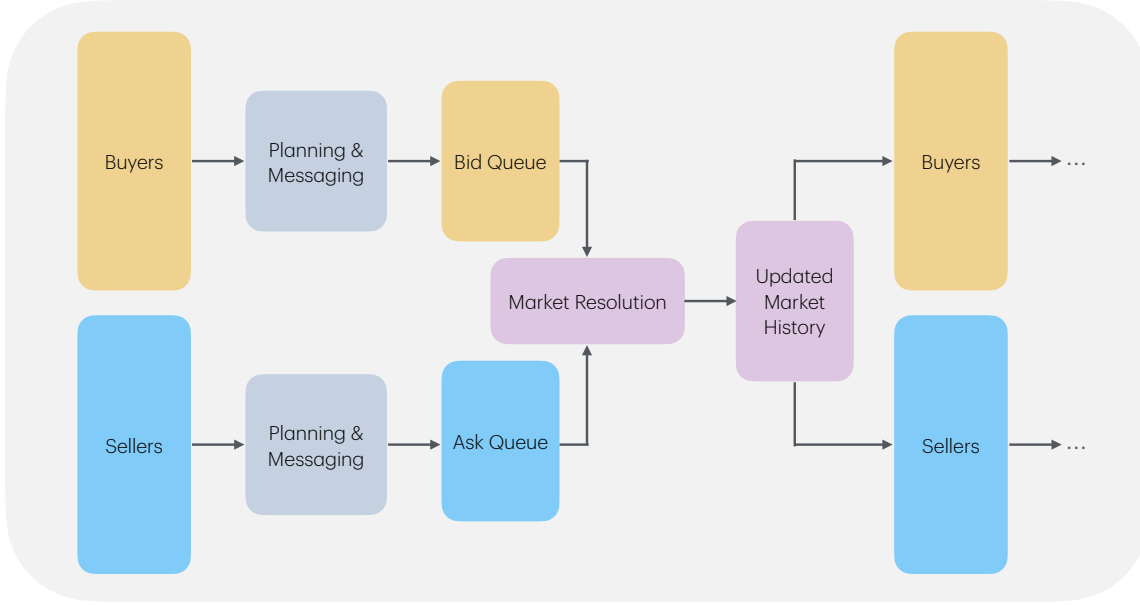 Buyers
Planning &
Messaging
Bid Queue
Buyers
...
Market Resolution
Updated
Market
History
Sellers
Planning &
Messaging
Ask Queue
Sellers
...